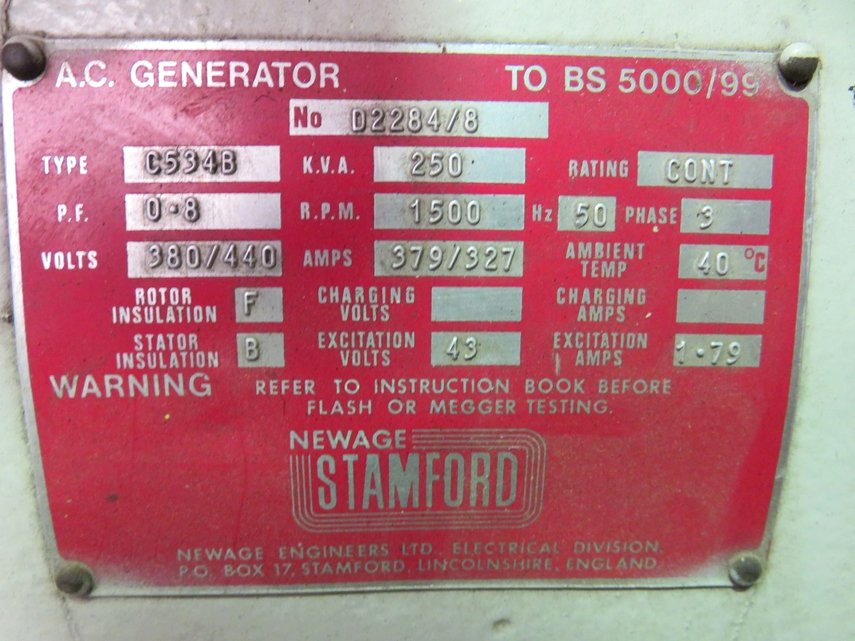 A.C. GENERATOR TO BS 5000/99
No D2284/8
TYPE C534B K.V.A. 250 RATING CONT
P.F. 0·8 R.P.M. 1500 Hz 50 PHASE 3
VOLTS 380/440 AMPS 379/327 AMBIENT TEMP 40 °C
ROTOR INSULATION F CHARGING VOLTS CHARGING AMPS
STATOR INSULATION B EXCITATION VOLTS 43 EXCITATION AMPS 1·79
WARNING REFER TO INSTRUCTION BOOK BEFORE
FLASH OR MEGGER TESTING.
NEWAGE
STAMFORD
NEWAGE ENGINEERS LTD. ELECTRICAL DIVISION.
P.O. BOX 17, STAMFORD, LINCOLNSHIRE, ENGLAND.